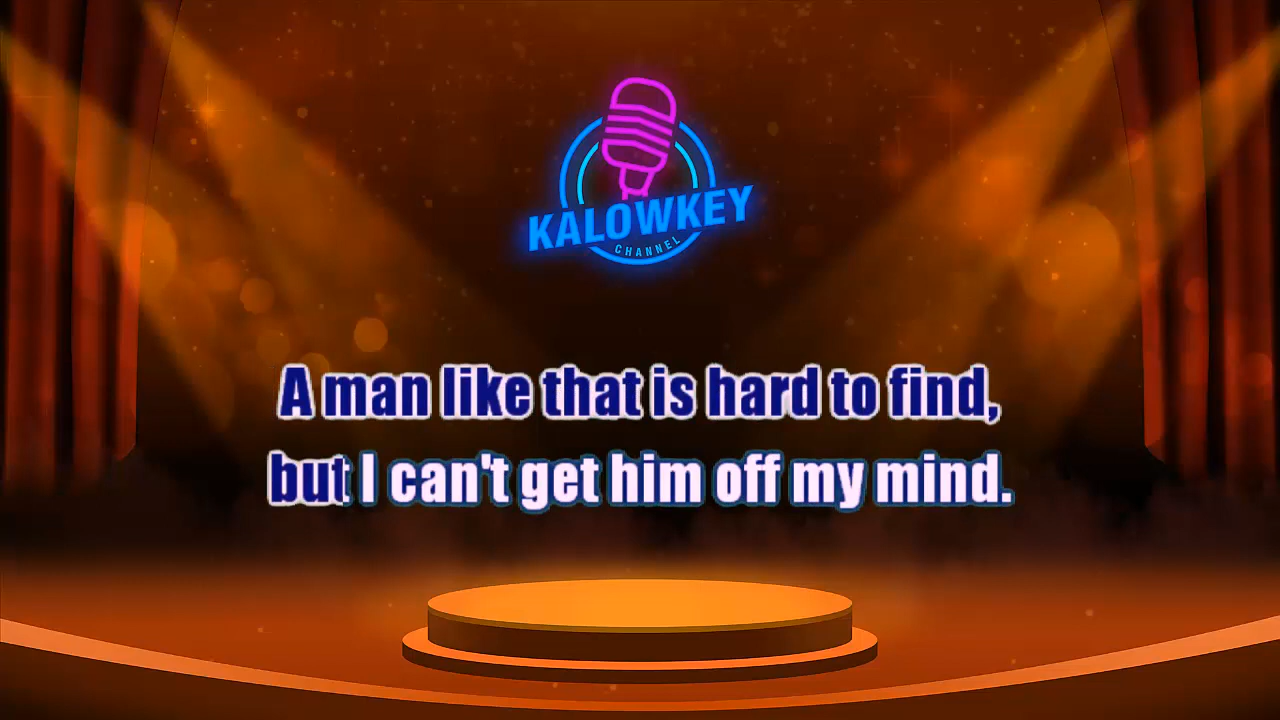 KALOWKEY
CHANNEL
A man like that is hard to find,
but I can't get him off my mind.